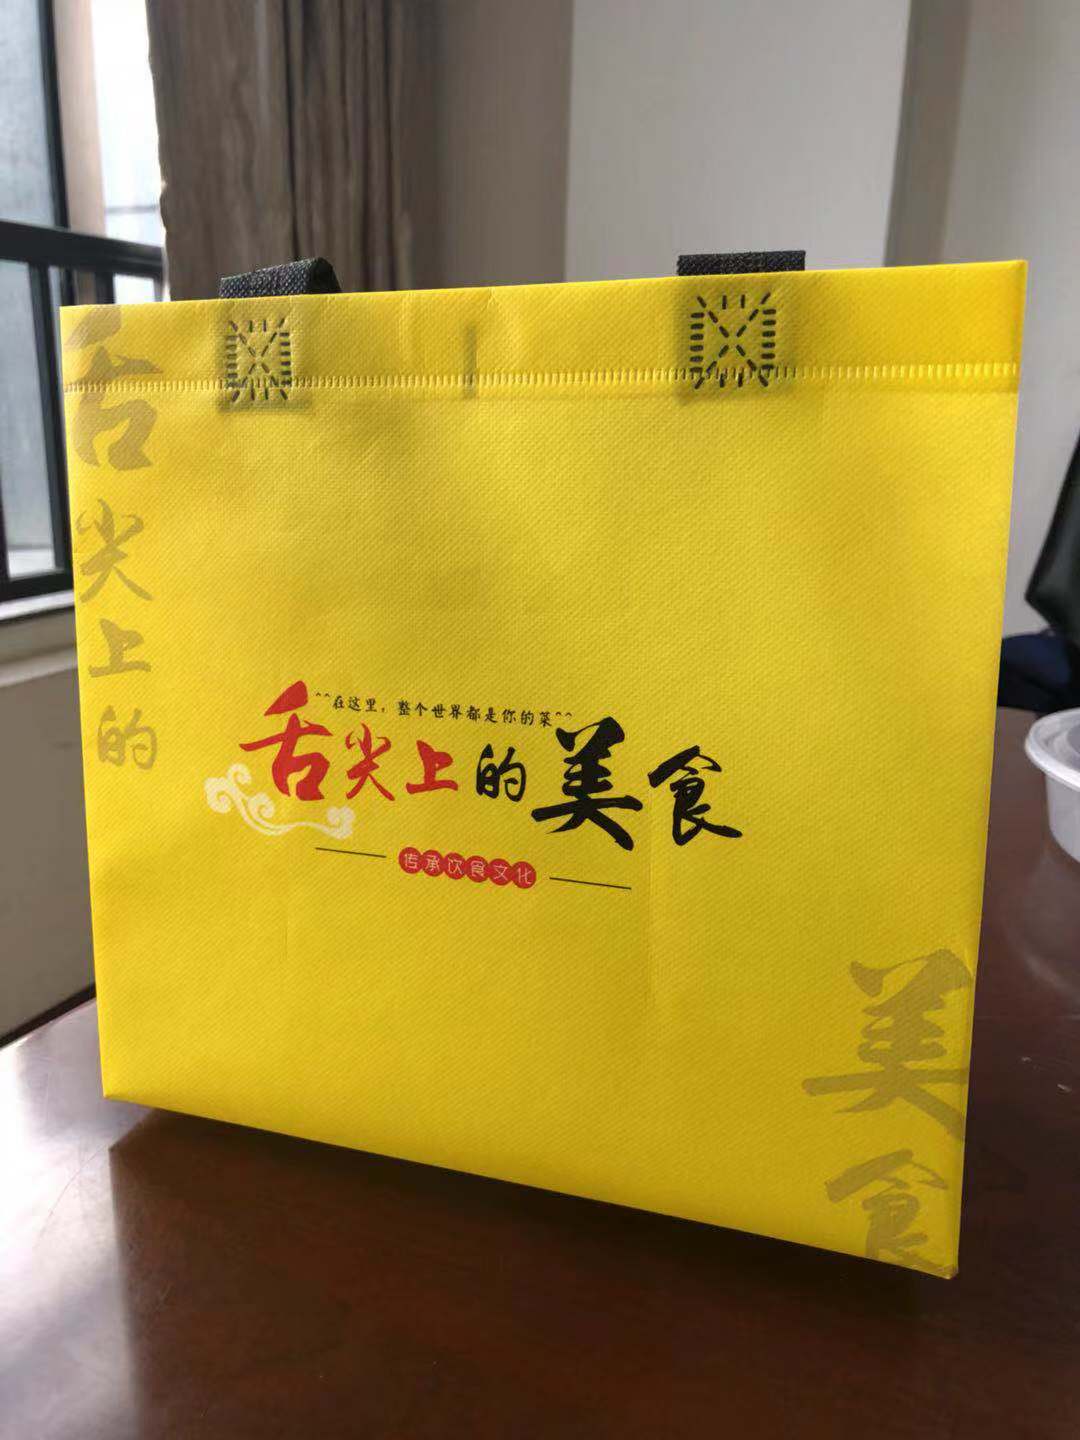 舌尖上的
^^在这里，整个世界都是你的菜^^
舌尖上的美食
传承饮食文化
美食